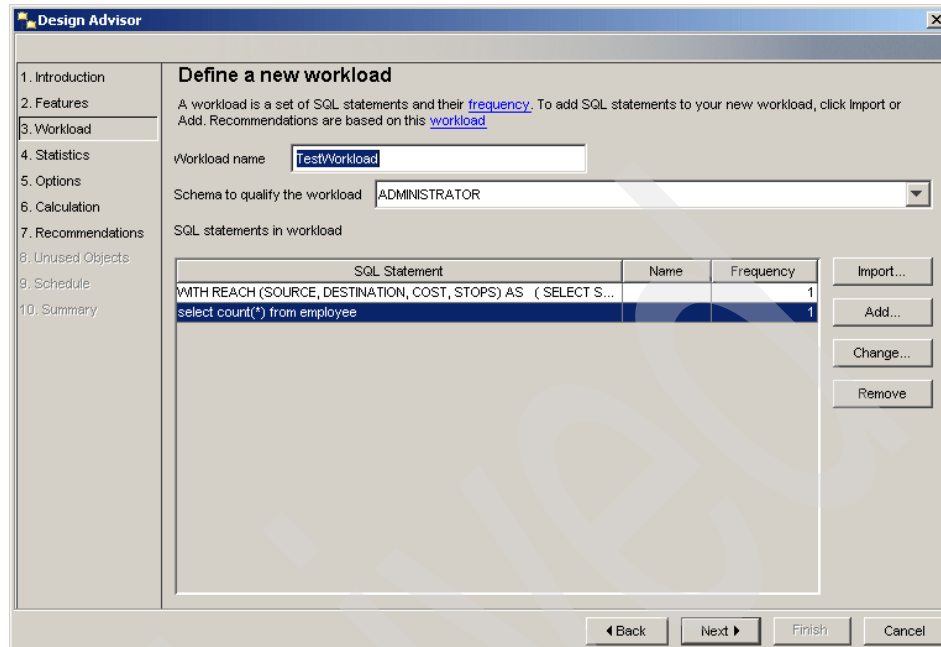 Design Advisor
1. Introduction
2. Features
3. Workload
4. Statistics
5. Options
6. Calculation
7. Recommendations
8. Unused Objects
9. Schedule
10. Summary
Define a new workload
A workload is a set of SQL statements and their frequency. To add SQL statements to your new workload, click Import or
Add. Recommendations are based on this workload
Workload name TestWorkload
Schema to qualify the workload ADMINISTRATOR
SQL statements in workload
SQL Statement Name Frequency
WITH REACH (SOURCE, DESTINATION, COST, STOPS) AS ( SELECT S... 1
select count(*) from employee 1
Import...
Add...
Change...
Remove
Back Next Finish Cancel